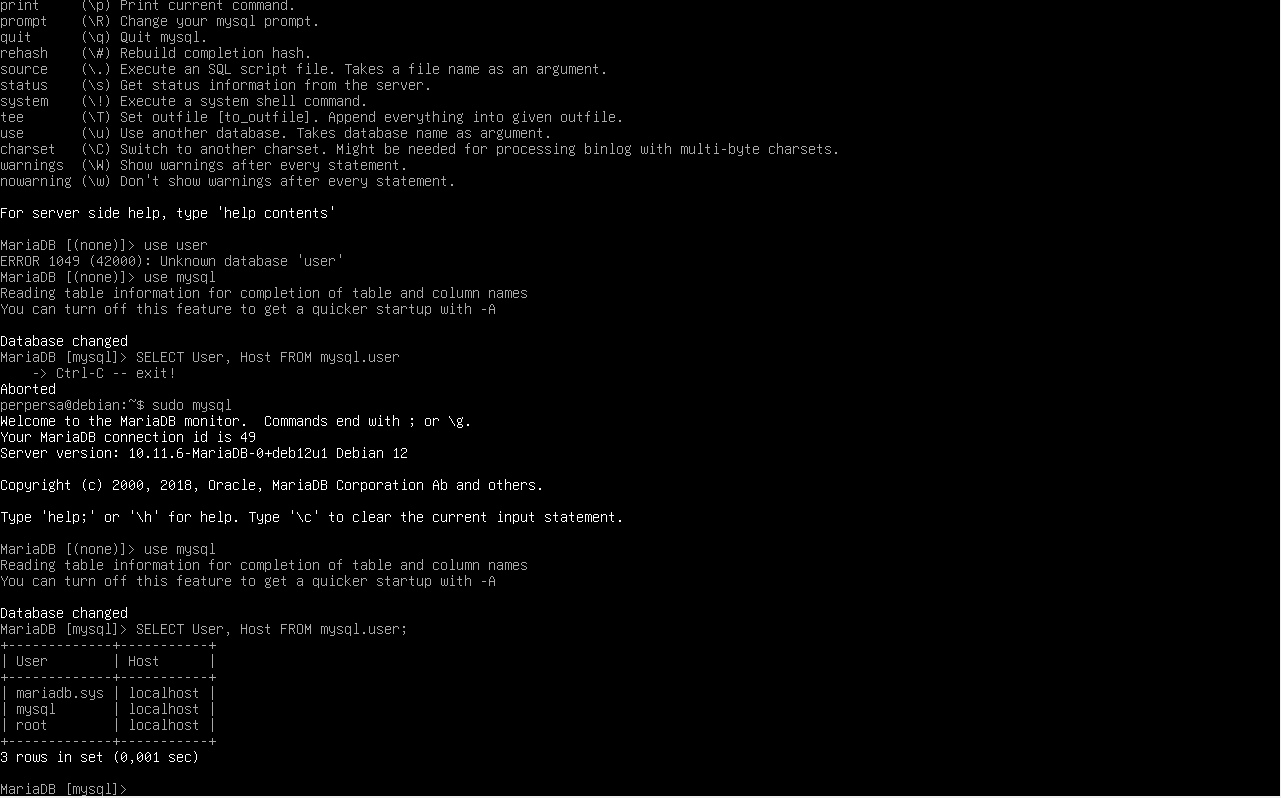 print     (\p) Print current command.
prompt    (\R) Change your mysql prompt.
quit      (\q) Quit mysql.
rehash    (\#) Rebuild completion hash.
source    (\.) Execute an SQL script file. Takes a file name as an argument.
status    (\s) Get status information from the server.
system    (\!) Execute a system shell command.
tee       (\T) Set outfile [to_outfile]. Append everything into given outfile.
use       (\u) Use another database. Takes database name as argument.
charset   (\C) Switch to another charset. Might be needed for processing binlog with multi-byte charsets.
warnings  (\W) Show warnings after every statement.
nowarning (\w) Don't show warnings after every statement.

For server side help, type 'help contents'

MariaDB [(none)]> use user
ERROR 1049 (42000): Unknown database 'user'
MariaDB [(none)]> use mysql
Reading table information for completion of table and column names
You can turn off this feature to get a quicker startup with -A

Database changed
MariaDB [mysql]> SELECT User, Host FROM mysql.user
    -> Ctrl-C -- exit!
Aborted
perpersa@debian:~$ sudo mysql
Welcome to the MariaDB monitor.  Commands end with ; or \g.
Your MariaDB connection id is 49
Server version: 10.11.6-MariaDB-0+deb12u1 Debian 12

Copyright (c) 2000, 2018, Oracle, MariaDB Corporation Ab and others.

Type 'help;' or '\h' for help. Type '\c' to clear the current input statement.

MariaDB [(none)]> use mysql
Reading table information for completion of table and column names
You can turn off this feature to get a quicker startup with -A

Database changed
MariaDB [mysql]> SELECT User, Host FROM mysql.user;
+-------------+-----------+
| User        | Host      |
+-------------+-----------+
| mariadb.sys | localhost |
| mysql       | localhost |
| root        | localhost |
+-------------+-----------+
3 rows in set (0,001 sec)

MariaDB [mysql]>